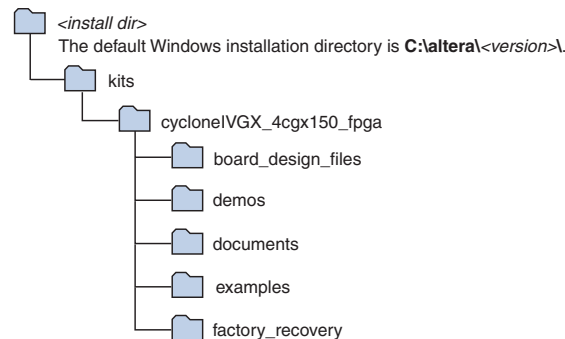 <install dir>
The default Windows installation directory is C:\altera\<version>\.
kits
cycloneIVGX_4cgx150_fpga
board_design_files
demos
documents
examples
factory_recovery